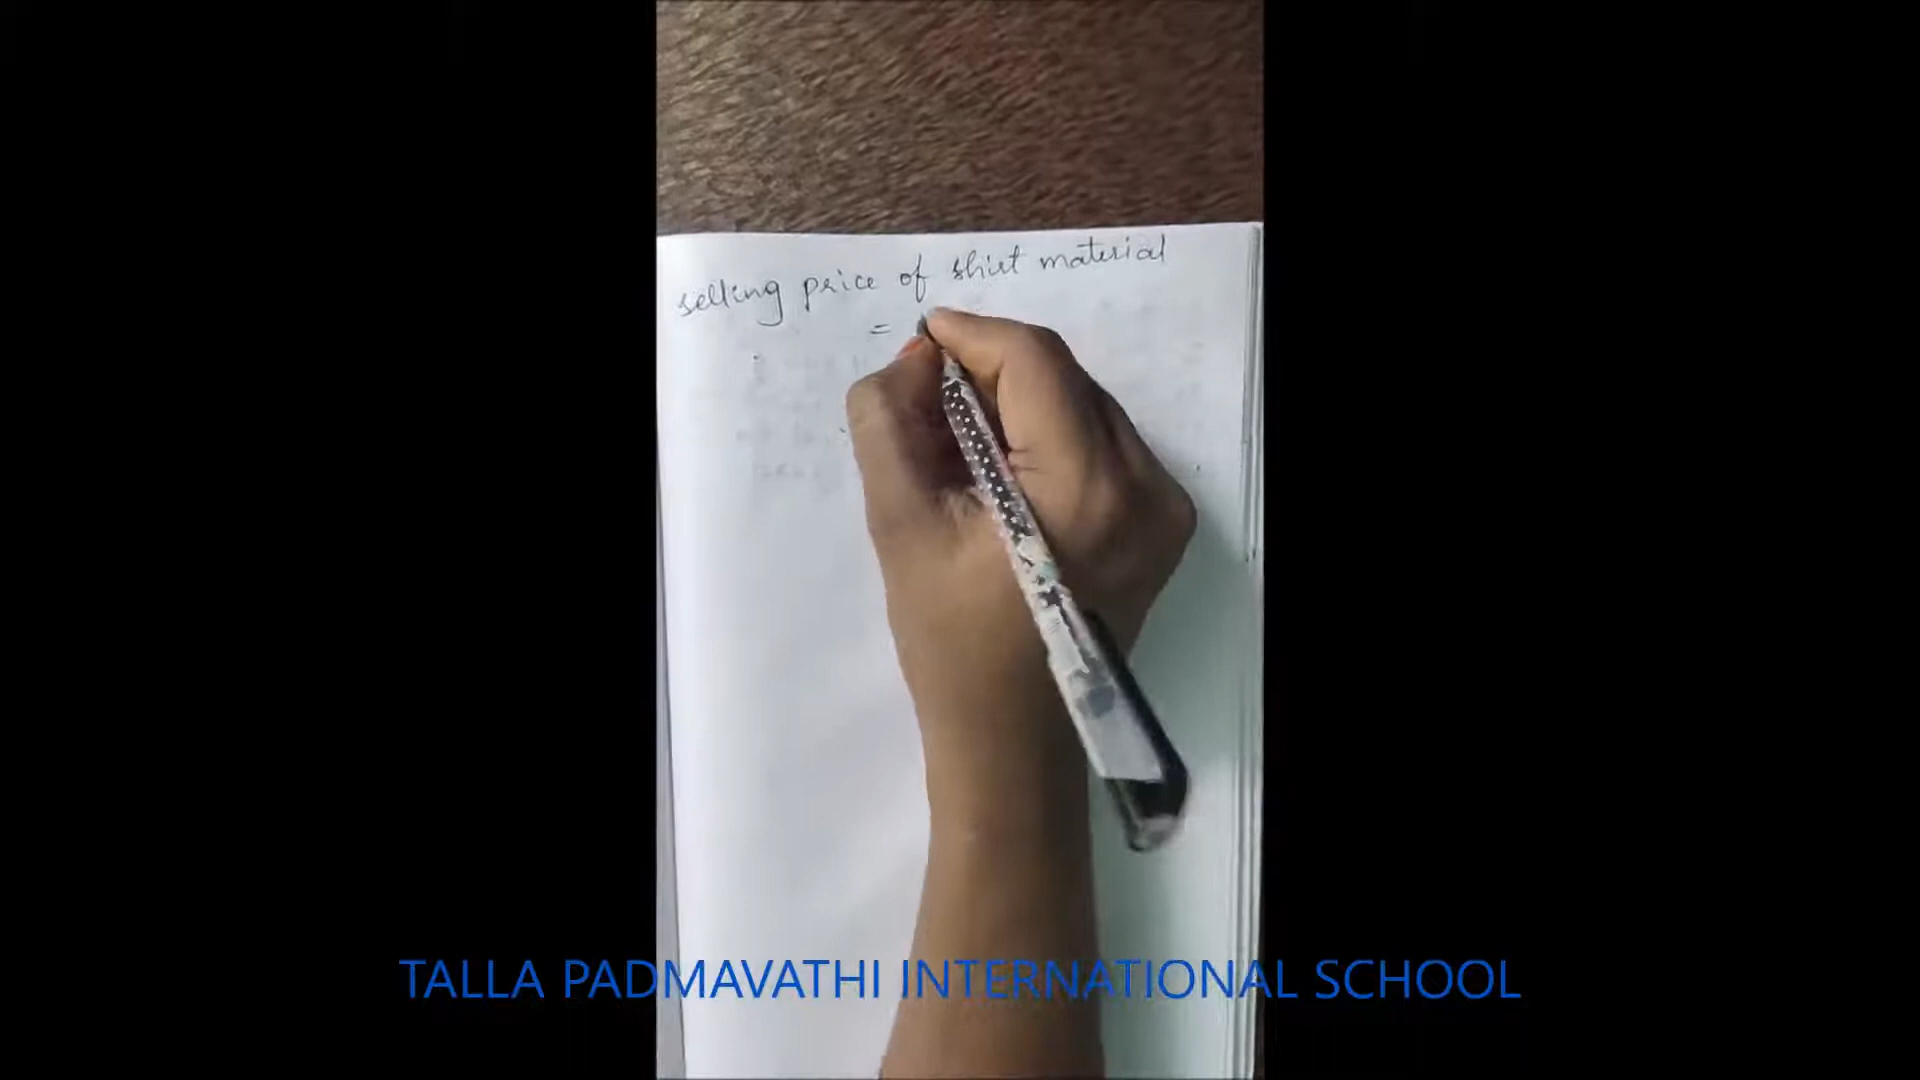 selling price of shirt material
=
TALLA PADMAVATHI INTERNATIONAL SCHOOL